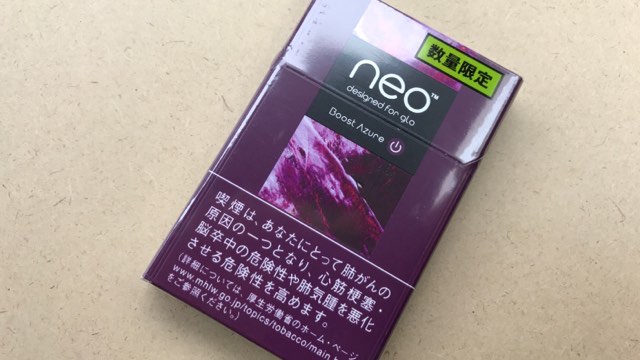 数量限定
neo™
designed for glo
Boost Azure
喫煙は、あなたにとって肺がんの
原因の一つとなり、心筋梗塞・
脳卒中の危険性や肺気腫を悪化
させる危険性を高めます。
(詳細については、厚生労働省のホーム・ページ
www.mhlw.go.jp/topics/tobacco/main.
をご参照ください。)